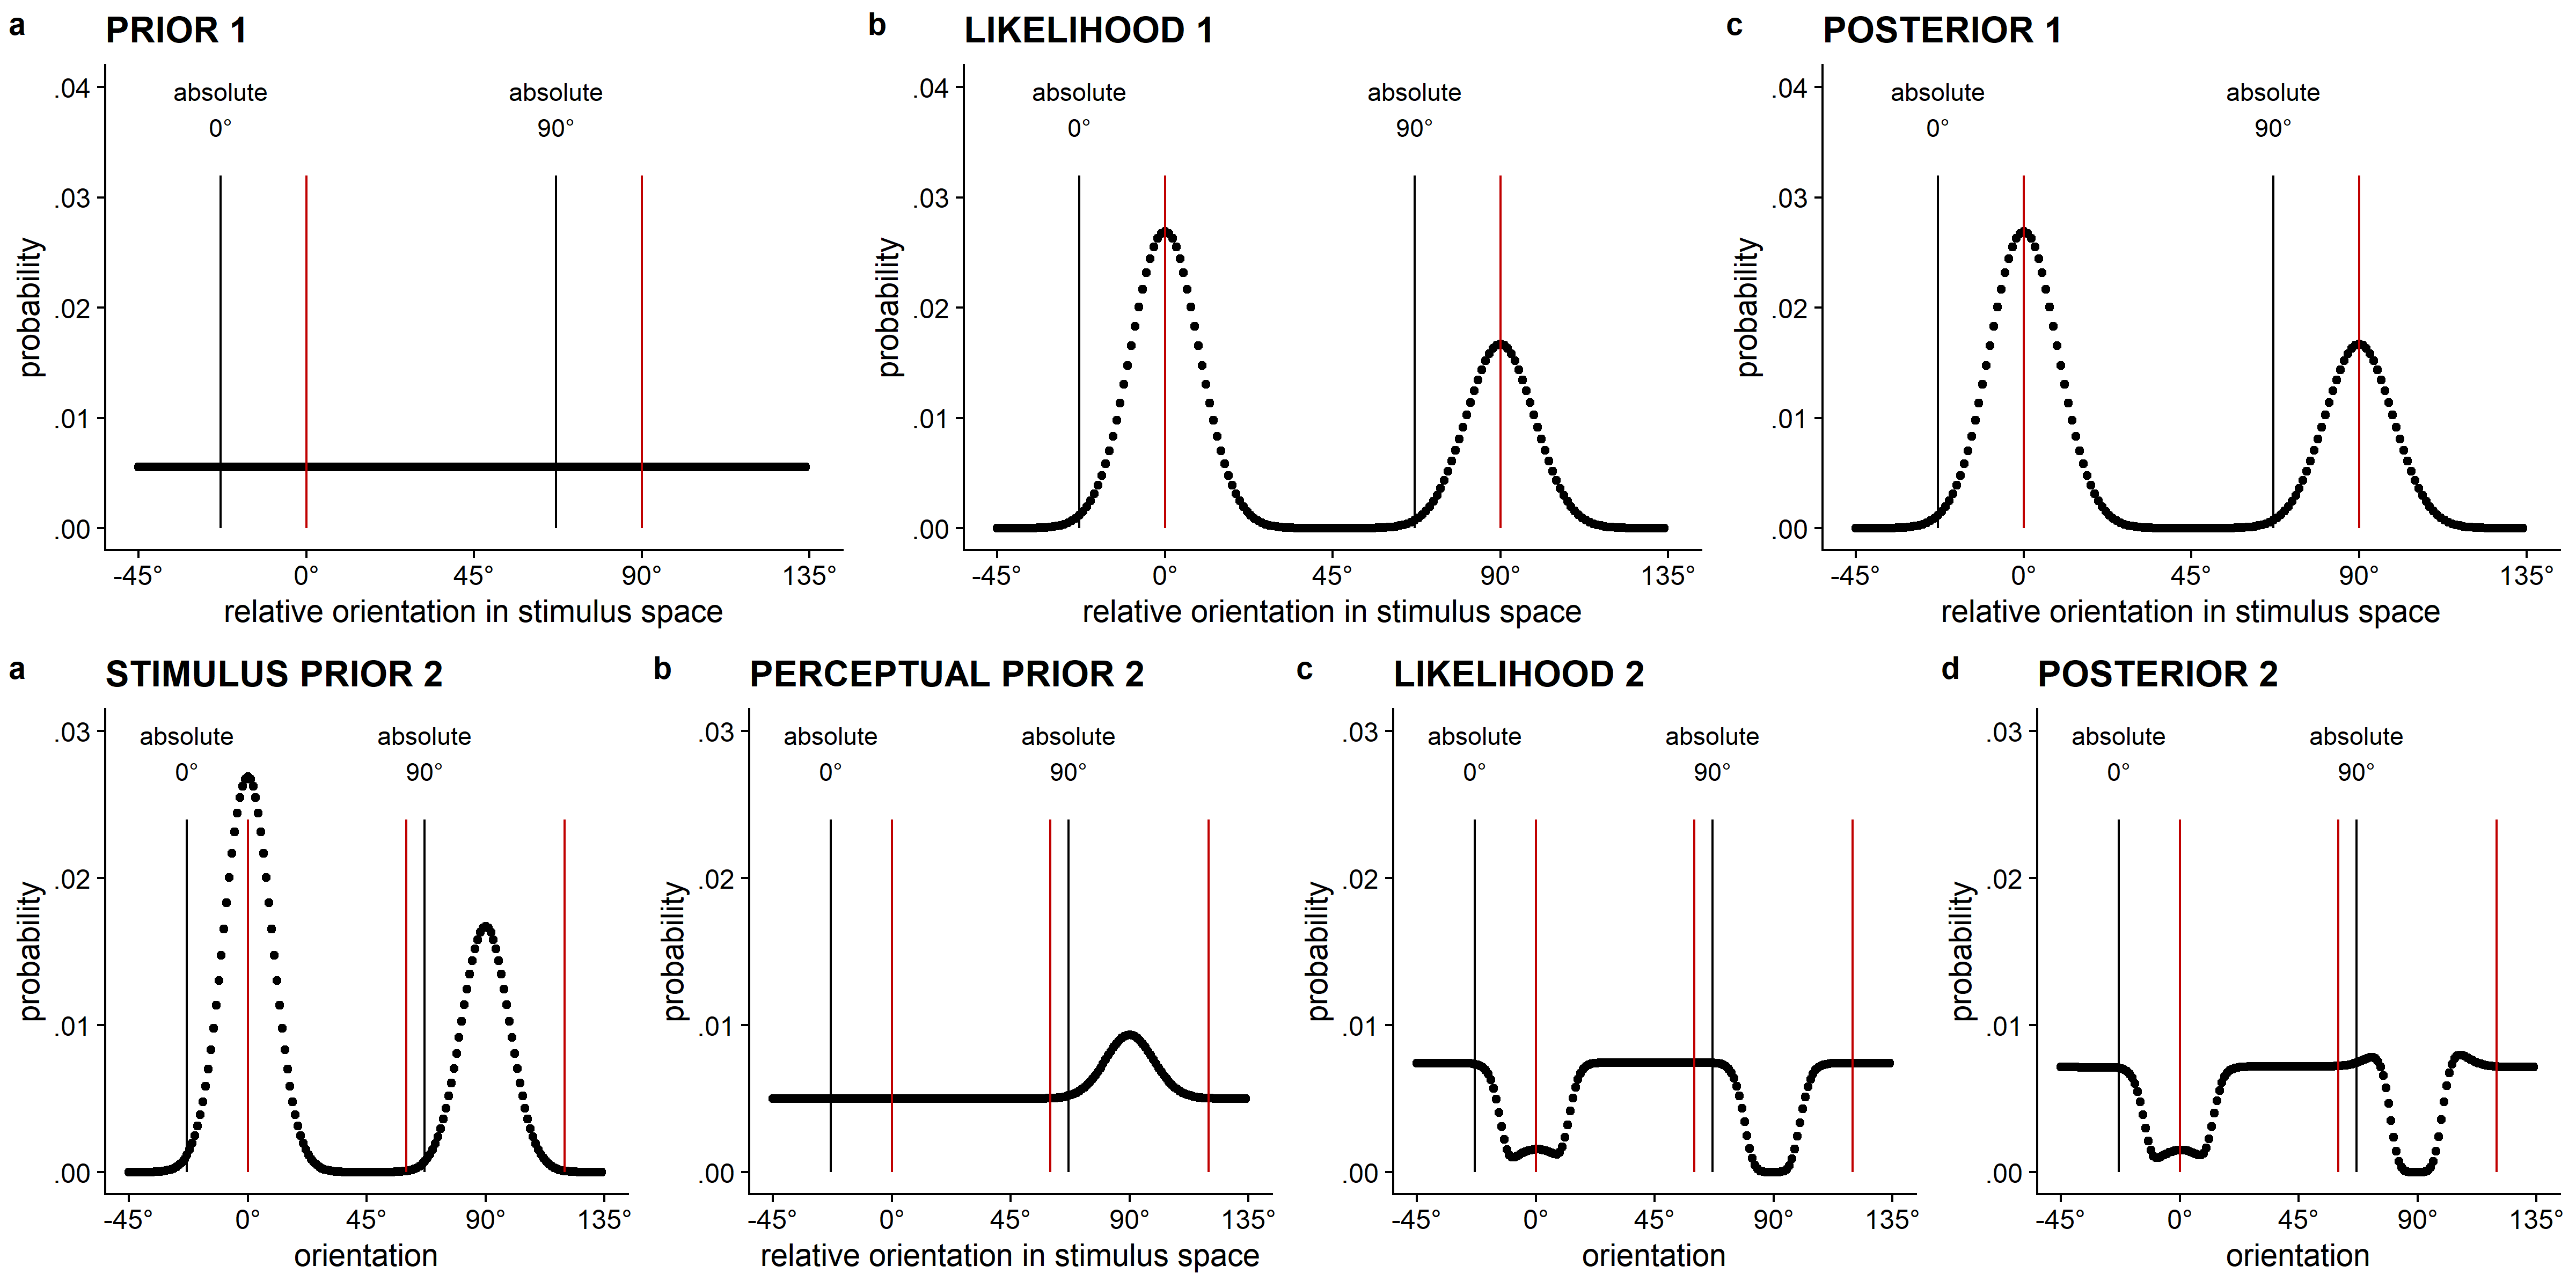 a PRIOR 1
.04
.03
.02
.01
.00
absolute 0°
absolute 90°
-45° 0° 45° 90° 135°
probability
relative orientation in stimulus space
b LIKELIHOOD 1
.04
.03
.02
.01
.00
absolute 0°
absolute 90°
-45° 0° 45° 90° 135°
probability
relative orientation in stimulus space
c POSTERIOR 1
.04
.03
.02
.01
.00
absolute 0°
absolute 90°
-45° 0° 45° 90° 135°
probability
relative orientation in stimulus space
a STIMULUS PRIOR 2
.03
.02
.01
.00
absolute 0°
absolute 90°
-45° 0° 45° 90° 135°
probability
orientation
b PERCEPTUAL PRIOR 2
.03
.02
.01
.00
absolute 0°
absolute 90°
-45° 0° 45° 90° 135°
probability
relative orientation in stimulus space
c LIKELIHOOD 2
.03
.02
.01
.00
absolute 0°
absolute 90°
-45° 0° 45° 90° 135°
probability
orientation
d POSTERIOR 2
.03
.02
.01
.00
absolute 0°
absolute 90°
-45° 0° 45° 90° 135°
probability
orientation